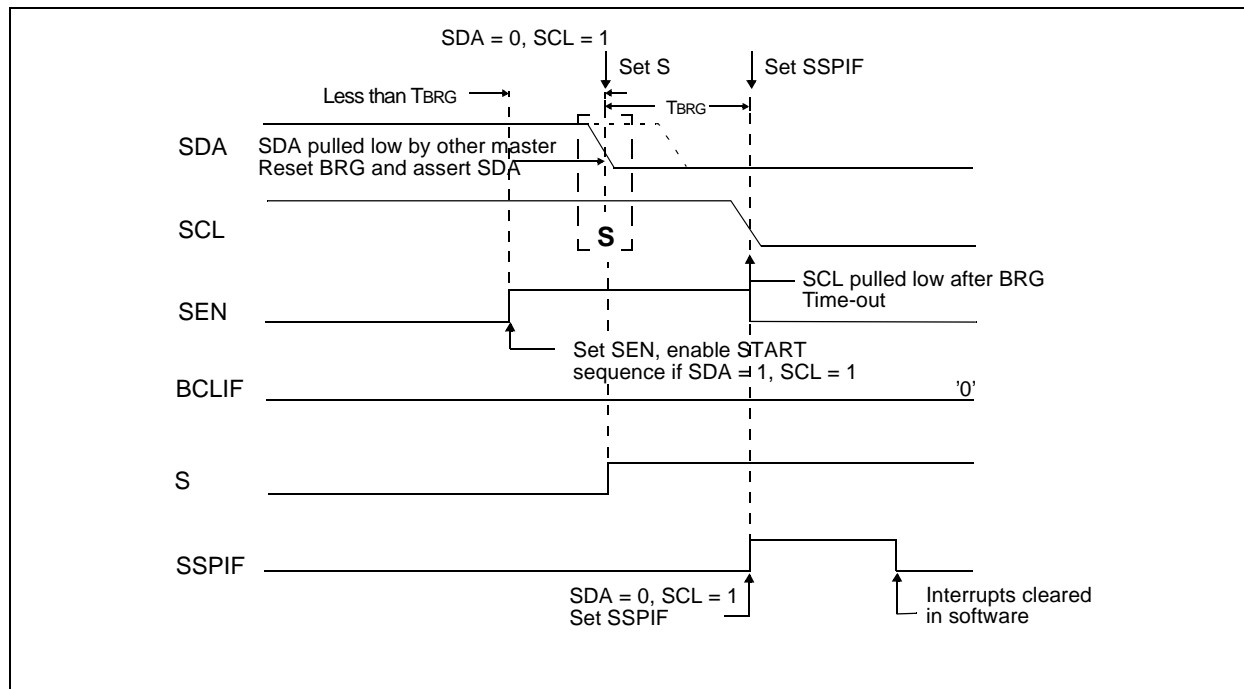 SDA = 0, SCL = 1
Set S
Set SSPIF
Less than TBRG
TBRG
SDA
SDA pulled low by other master
Reset BRG and assert SDA
SCL
S
SCL pulled low after BRG
Time-out
SEN
Set SEN, enable START
sequence if SDA = 1, SCL = 1
BCLIF
'0'
S
SSPIF
SDA = 0, SCL = 1
Set SSPIF
Interrupts cleared
in software